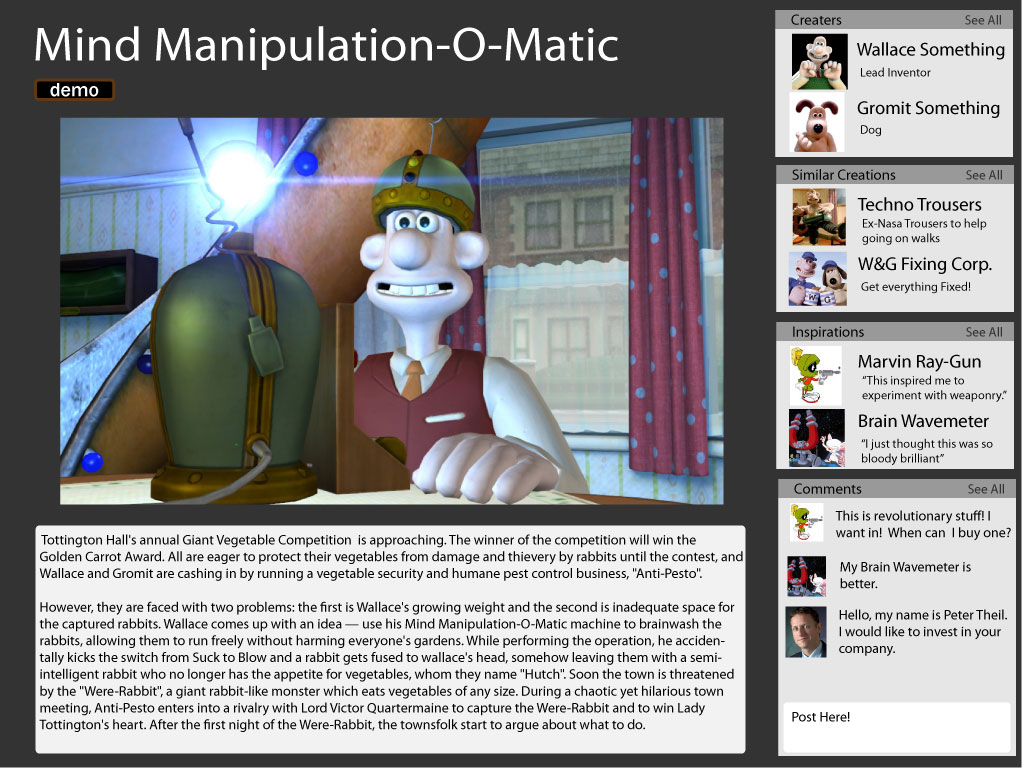 Mind Manipulation-O-Matic
demo
Tottington Hall's annual Giant Vegetable Competition  is approaching. The winner of the competition will win the
Golden Carrot Award. All are eager to protect their vegetables from damage and thievery by rabbits until the contest, and
Wallace and Gromit are cashing in by running a vegetable security and humane pest control business, "Anti-Pesto".
However, they are faced with two problems: the first is Wallace's growing weight and the second is inadequate space for
the captured rabbits. Wallace comes up with an idea — use his Mind Manipulation-O-Matic machine to brainwash the
rabbits, allowing them to run freely without harming everyone's gardens. While performing the operation, he acciden-
tally kicks the switch from Suck to Blow and a rabbit gets fused to wallace's head, somehow leaving them with a semi-
intelligent rabbit who no longer has the appetite for vegetables, whom they name "Hutch". Soon the town is threatened
by the "Were-Rabbit", a giant rabbit-like monster which eats vegetables of any size. During a chaotic yet hilarious town
meeting, Anti-Pesto enters into a rivalry with Lord Victor Quartermaine to capture the Were-Rabbit and to win Lady
Tottington's heart. After the first night of the Were-Rabbit, the townsfolk start to argue about what to do.
Creaters See All
Wallace Something
Lead Inventor
Gromit Something
Dog
Similar Creations See All
Techno Trousers
Ex-Nasa Trousers to help
going on walks
W&G Fixing Corp.
Get everything Fixed!
W G
Inspirations See All
Marvin Ray-Gun
"This inspired me to
experiment with weaponry."
Brain Wavemeter
"I just thought this was so
bloody brilliant"
Comments See All
This is revolutionary stuff! I
want in!  When can  I buy one?
My Brain Wavemeter is
better.
Hello, my name is Peter Theil.
I would like to invest in your
company.
Post Here!